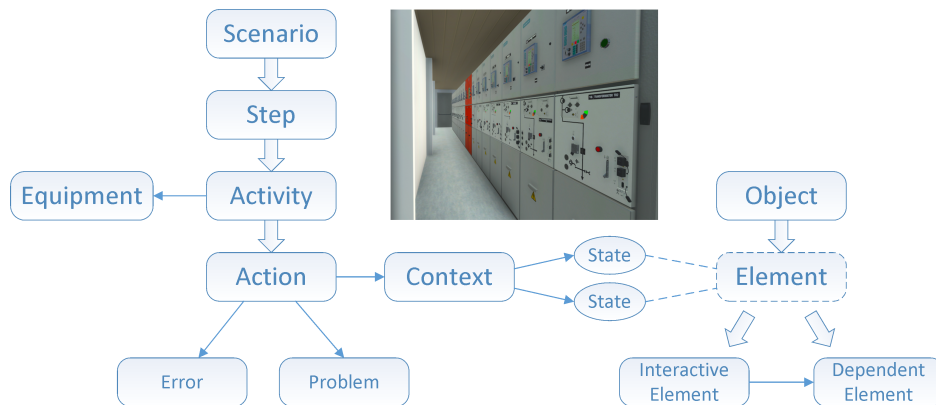 Scenario
Step
Equipment
Activity
Object
Action
Context
State
State
Element
Error
Problem
Interactive
Element
Dependent
Element